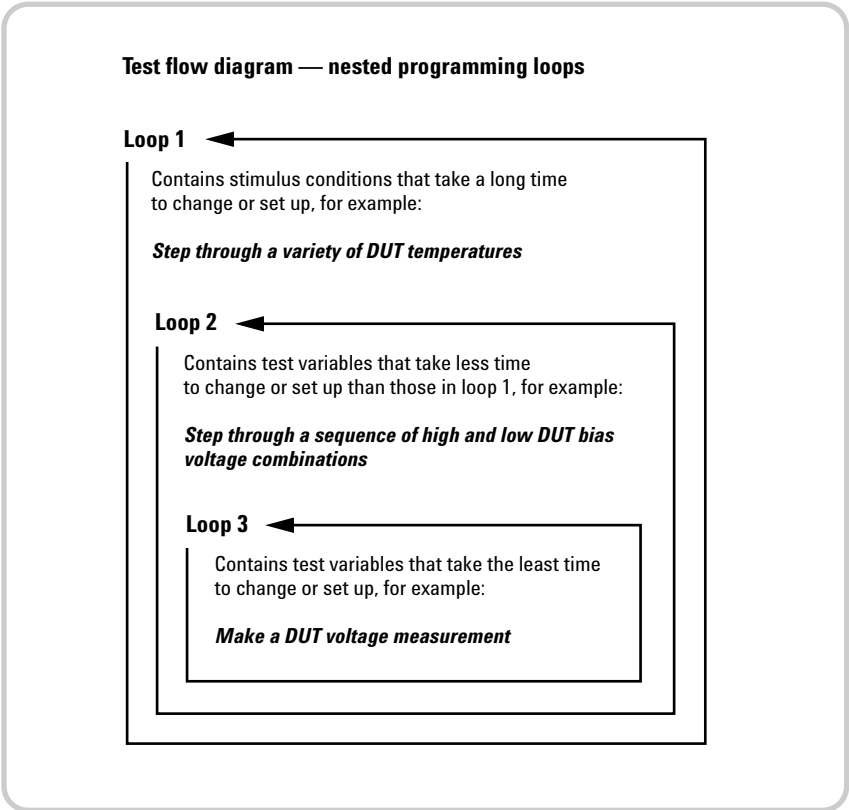 Test flow diagram — nested programming loops
Loop 1
Contains stimulus conditions that take a long time
to change or set up, for example:
Step through a variety of DUT temperatures
Loop 2
Contains test variables that take less time
to change or set up than those in loop 1, for example:
Step through a sequence of high and low DUT bias
voltage combinations
Loop 3
Contains test variables that take the least time
to change or set up, for example:
Make a DUT voltage measurement